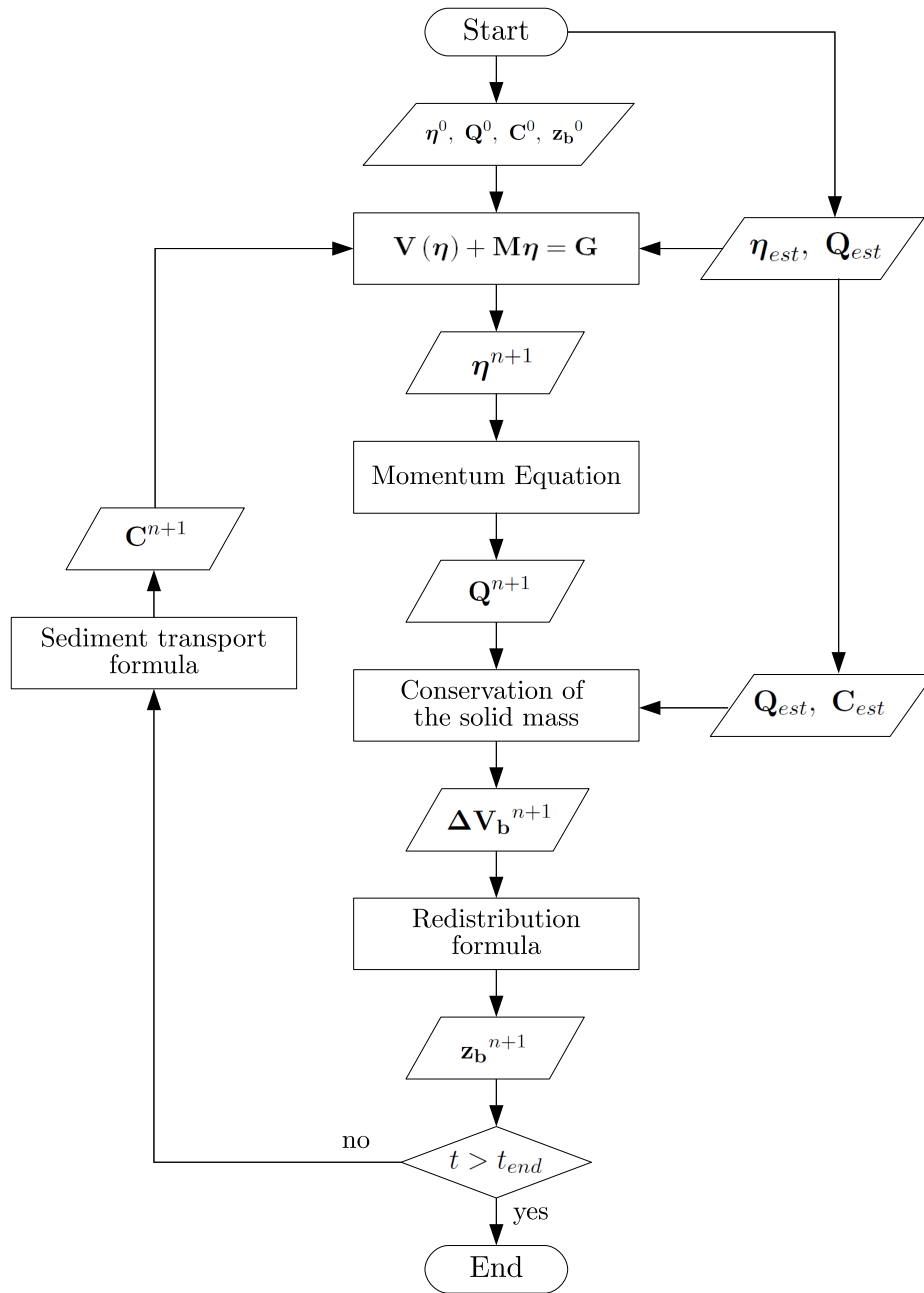 Start
η⁰, Q⁰, C⁰, z_b⁰
V (η) + Mη = G
η_est, Q_est
η^{n+1}
Momentum Equation
C^{n+1}
Q^{n+1}
Sediment transport
formula
Conservation of
the solid mass
Q_est, C_est
ΔV_b^{n+1}
Redistribution
formula
z_b^{n+1}
no
t > t_end
yes
End